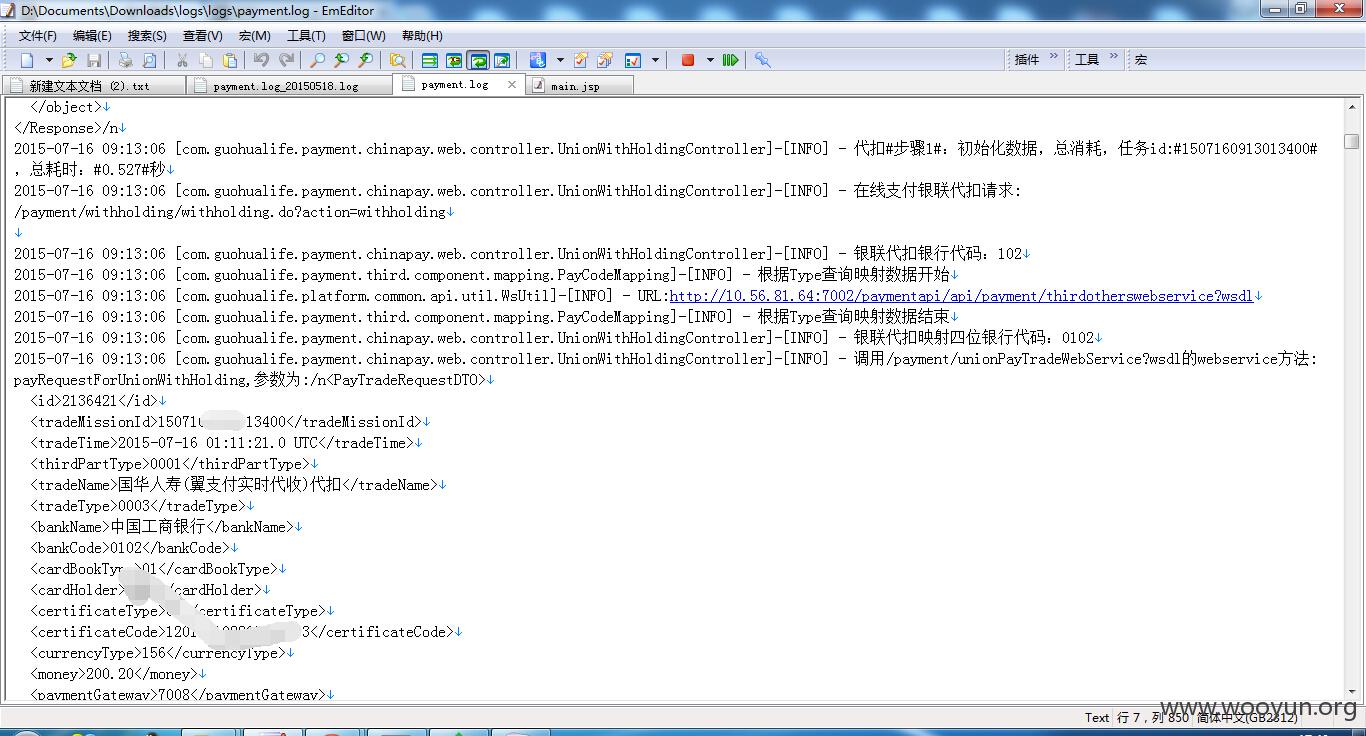 D:\Documents\Downloads\logs\logs\payment.log - EmEditor
文件(F) 编辑(E) 搜索(S) 查看(V) 宏(M) 工具(T) 窗口(W) 帮助(H)
插件 » 工具 » 宏
新建文本文档 (2).txt payment.log_20150518.log payment.log main.jsp
</object>↓
</Response>/n↓
2015-07-16 09:13:06 [com.guohualife.payment.chinapay.web.controller.UnionWithHoldingController]-[INFO] - 代扣#步骤1#：初始化数据，总消耗，任务id:#1507160913013400#
，总耗时：#0.527#秒↓
2015-07-16 09:13:06 [com.guohualife.payment.chinapay.web.controller.UnionWithHoldingController]-[INFO] - 在线支付银联代扣请求:
/payment/withholding/withholding.do?action=withholding↓
↓
2015-07-16 09:13:06 [com.guohualife.payment.chinapay.web.controller.UnionWithHoldingController]-[INFO] - 银联代扣银行代码：102↓
2015-07-16 09:13:06 [com.guohualife.payment.third.component.mapping.PayCodeMapping]-[INFO] - 根据Type查询映射数据开始↓
2015-07-16 09:13:06 [com.guohualife.platform.common.api.util.WsUtil]-[INFO] - URL:http://10.56.81.64:7002/paymentapi/api/payment/thirdotherswebservice?wsdl↓
2015-07-16 09:13:06 [com.guohualife.payment.third.component.mapping.PayCodeMapping]-[INFO] - 根据Type查询映射数据结束↓
2015-07-16 09:13:06 [com.guohualife.payment.chinapay.web.controller.UnionWithHoldingController]-[INFO] - 银联代扣映射四位银行代码：0102↓
2015-07-16 09:13:06 [com.guohualife.payment.chinapay.web.controller.UnionWithHoldingController]-[INFO] - 调用/payment/unionPayTradeWebService?wsdl的webservice方法:
payRequestForUnionWithHolding,参数为:/n<PayTradeRequestDTO>↓
<id>2136421</id>↓
<tradeMissionId>15071 13400</tradeMissionId>↓
<tradeTime>2015-07-16 01:11:21.0 UTC</tradeTime>↓
<thirdPartType>0001</thirdPartType>↓
<tradeName>国华人寿(翼支付实时代收)代扣</tradeName>↓
<tradeType>0003</tradeType>↓
<bankName>中国工商银行</bankName>↓
<bankCode>0102</bankCode>↓
<cardBookType>01</cardBookType>↓
<cardHolder> /cardHolder>↓
<certificateType> /certificateType>↓
<certificateCode>1201 3</certificateCode>↓
<currencyType>156</currencyType>↓
<money>200.20</money>↓
<paymentGateway>7008</paymentGateway>↓
Text 行 7，列 850 简体中文(GB2312)
www.wooyun.org